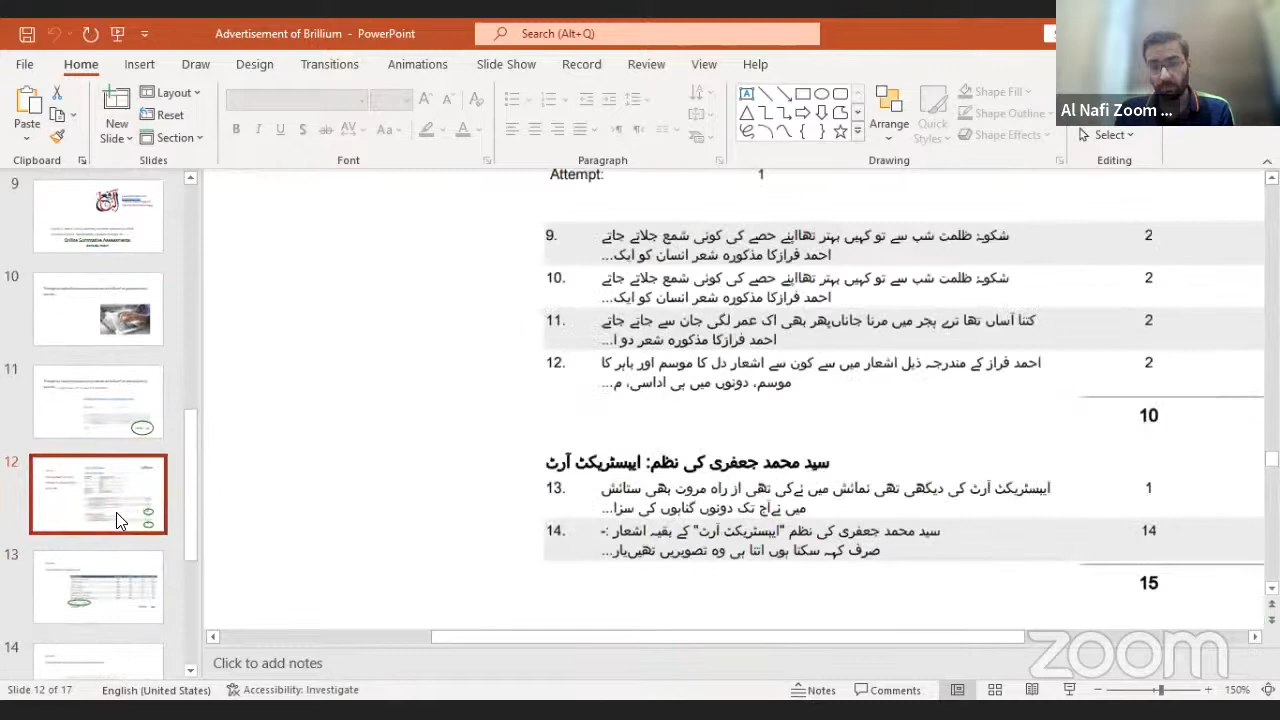 Advertisement of Brillium - PowerPoint
Search (Alt+Q)
File Home Insert Draw Design Transitions Animations Slide Show Record Review View Help
Al Nafi Zoom ...
Paste
New
Slide
Layout
Reset
Section
Arrange
Quick
Styles
Shape Fill
Shape Outline
Shape Effects
Select
Clipboard Slides Font Paragraph Drawing Editing
9
Online Summative Assessments
10
11
12
13
14
Attempt: 1
9. شکوۂ ظلمت شب سے تو کہیں بہتر تھااپنے حصے کی کوئی شمع جلاتے جاتے 2
احمد فرازکا مذکورہ شعر انسان کو ایک...
10. شکوۂ ظلمت شب سے تو کہیں بہتر تھااپنے حصے کی کوئی شمع جلاتے جاتے 2
احمد فرازکا مذکورہ شعر انسان کو ایک...
11. کتنا آساں تھا ترے ہجر میں مرنا جاناںپھر بھی اک عمر لگی جان سے جاتے جاتے 2
احمد فرازکا مذکورہ شعر دو ا...
12. احمد فراز کے مندرجہ ذیل اشعار میں سے کون سے اشعار دل کا موسم اور باہر کا 2
موسم، دونوں میں ہی اداسی، م...
10
سید محمد جعفری کی نظم: ایبسٹریکٹ آرٹ
13. ایبسٹریکٹ آرٹ کی دیکھی تھی نمائش میں نےکی تھی از راہ مروت بھی ستائش 1
میں نےآج تک دونوں گناہوں کی سزا...
14. سید محمد جعفری کی نظم "ایبسٹریکٹ آرٹ" کے بقیہ اشعار :- 14
صرف کہہ سکتا ہوں اتنا ہی وہ تصویریں تھیںیار...
15
Click to add notes
zoom
Slide 12 of 17 English (United States) Accessibility: Investigate Notes Comments 150%